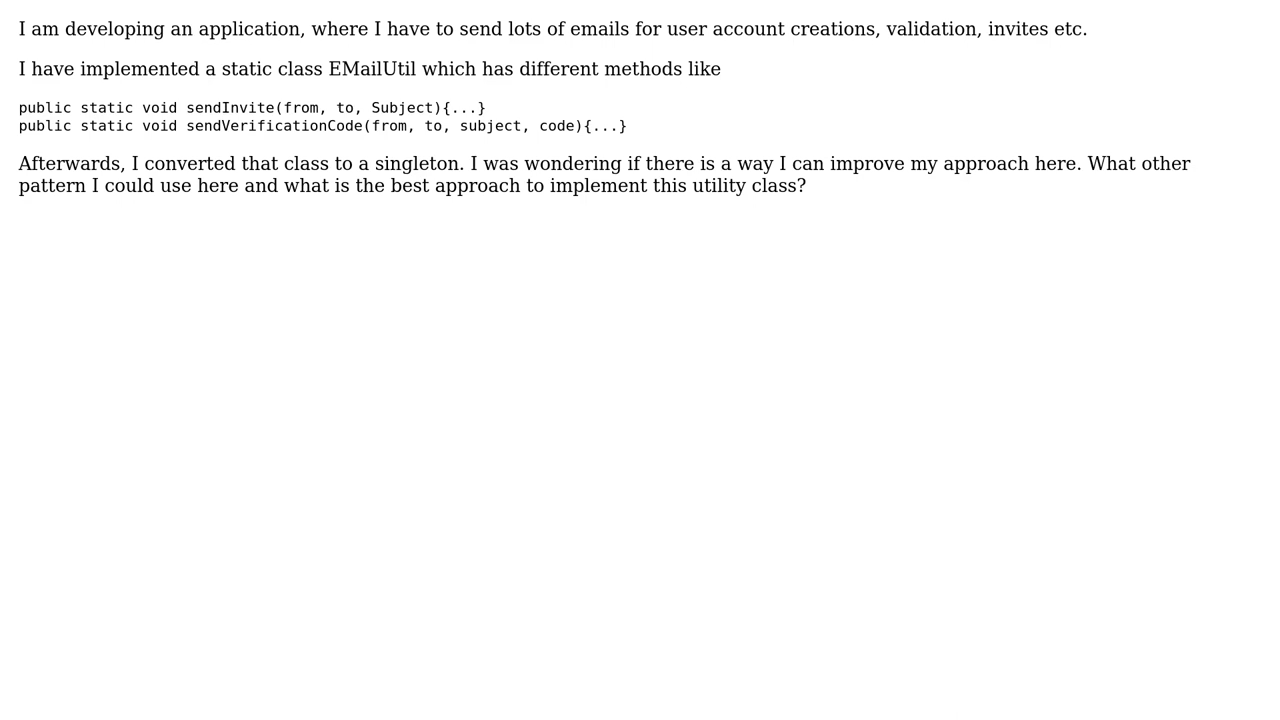 I am developing an application, where I have to send lots of emails for user account creations, validation, invites etc.
I have implemented a static class EMailUtil which has different methods like
public static void sendInvite(from, to, Subject){...}
public static void sendVerificationCode(from, to, subject, code){...}
Afterwards, I converted that class to a singleton. I was wondering if there is a way I can improve my approach here. What other
pattern I could use here and what is the best approach to implement this utility class?